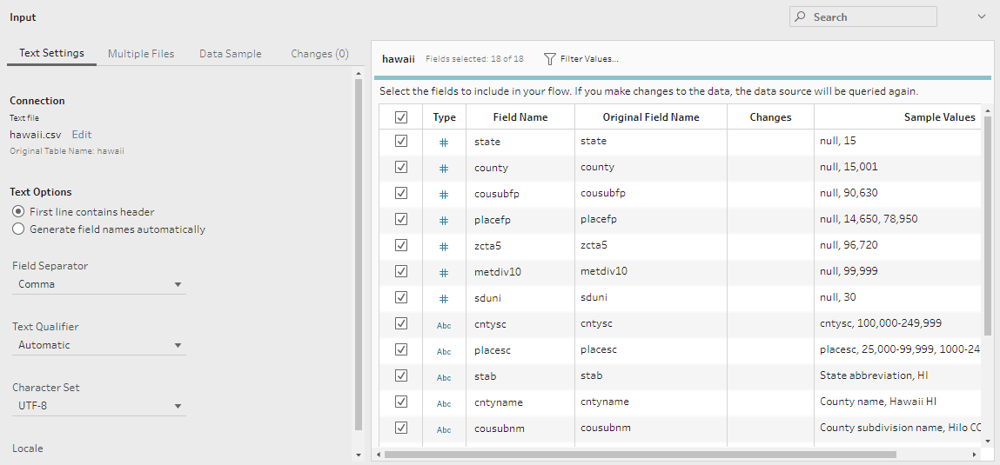 Input
Search
Text Settings Multiple Files Data Sample Changes (0)
Connection
Text file
hawaii.csv Edit
Original Table Name: hawaii
Text Options
First line contains header
Generate field names automatically
Field Separator
Comma
Text Qualifier
Automatic
Character Set
UTF-8
Locale
hawaii Fields selected: 18 of 18 Filter Values...
Select the fields to include in your flow. If you make changes to the data, the data source will be queried again.
Type Field Name Original Field Name Changes Sample Values
# state state null, 15
# county county null, 15,001
# cousubfp cousubfp null, 90,630
# placefp placefp null, 14,650, 78,950
# zcta5 zcta5 null, 96,720
# metdiv10 metdiv10 null, 99,999
# sduni sduni null, 30
Abc cntysc cntysc cntysc, 100,000-249,999
Abc placesc placesc placesc, 25,000-99,999, 1000-24
Abc stab stab State abbreviation, HI
Abc cntyname cntyname County name, Hawaii HI
Abc cousubnm cousubnm County subdivision name, Hilo CC